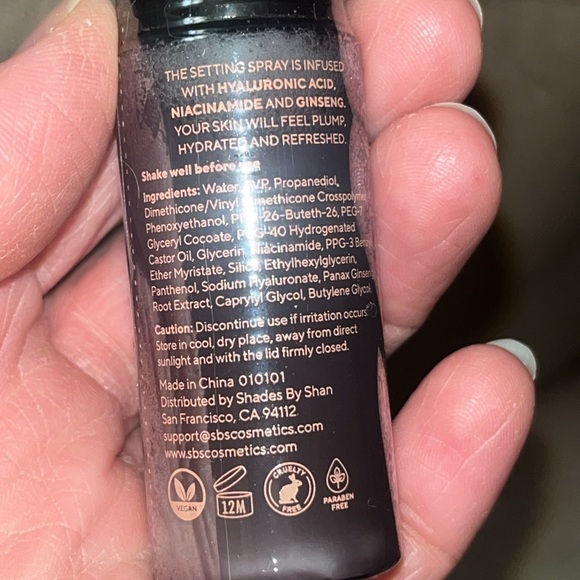 THE SETTING SPRAY IS INFUSED
WITH HYALURONIC ACID,
NIACINAMIDE AND GINSENG.
YOUR SKIN WILL FEEL PLUMP,
HYDRATED AND REFRESHED.
Shake well before
Ingredients: Water, Propanediol,
Dimethicone/Vinyl Dimethicone Crosspolymer,
Phenoxyethanol, PPG-26-Buteth-26, PEG-7
Glyceryl Cocoate, PEG-40 Hydrogenated
Castor Oil, Glycerin, Niacinamide, PPG-3 Benzyl
Ether Myristate, Silica, Ethylhexylglycerin,
Panthenol, Sodium Hyaluronate, Panax Ginseng
Root Extract, Caprylyl Glycol, Butylene Glycol.
Caution: Discontinue use if irritation occurs.
Store in cool, dry place, away from direct
sunlight and with the lid firmly closed.
Made in China 010101
Distributed by Shades By Shan
San Francisco, CA 94112
support@sbscosmetics.com
www.sbscosmetics.com
VEGAN
12M
CRUELTY FREE
PARABEN
FREE